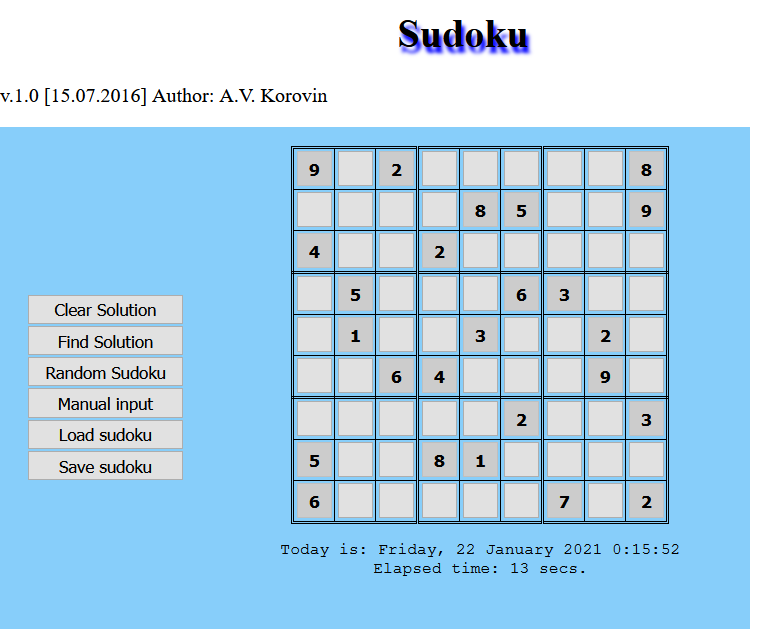 Sudoku
v.1.0 [15.07.2016] Author: A.V. Korovin
9 2 8
8 5 9
4 2
5 6 3
1 3 2
6 4 9
2 3
5 8 1
6 7 2
Clear Solution
Find Solution
Random Sudoku
Manual input
Load sudoku
Save sudoku
Today is: Friday, 22 January 2021 0:15:52
Elapsed time: 13 secs.